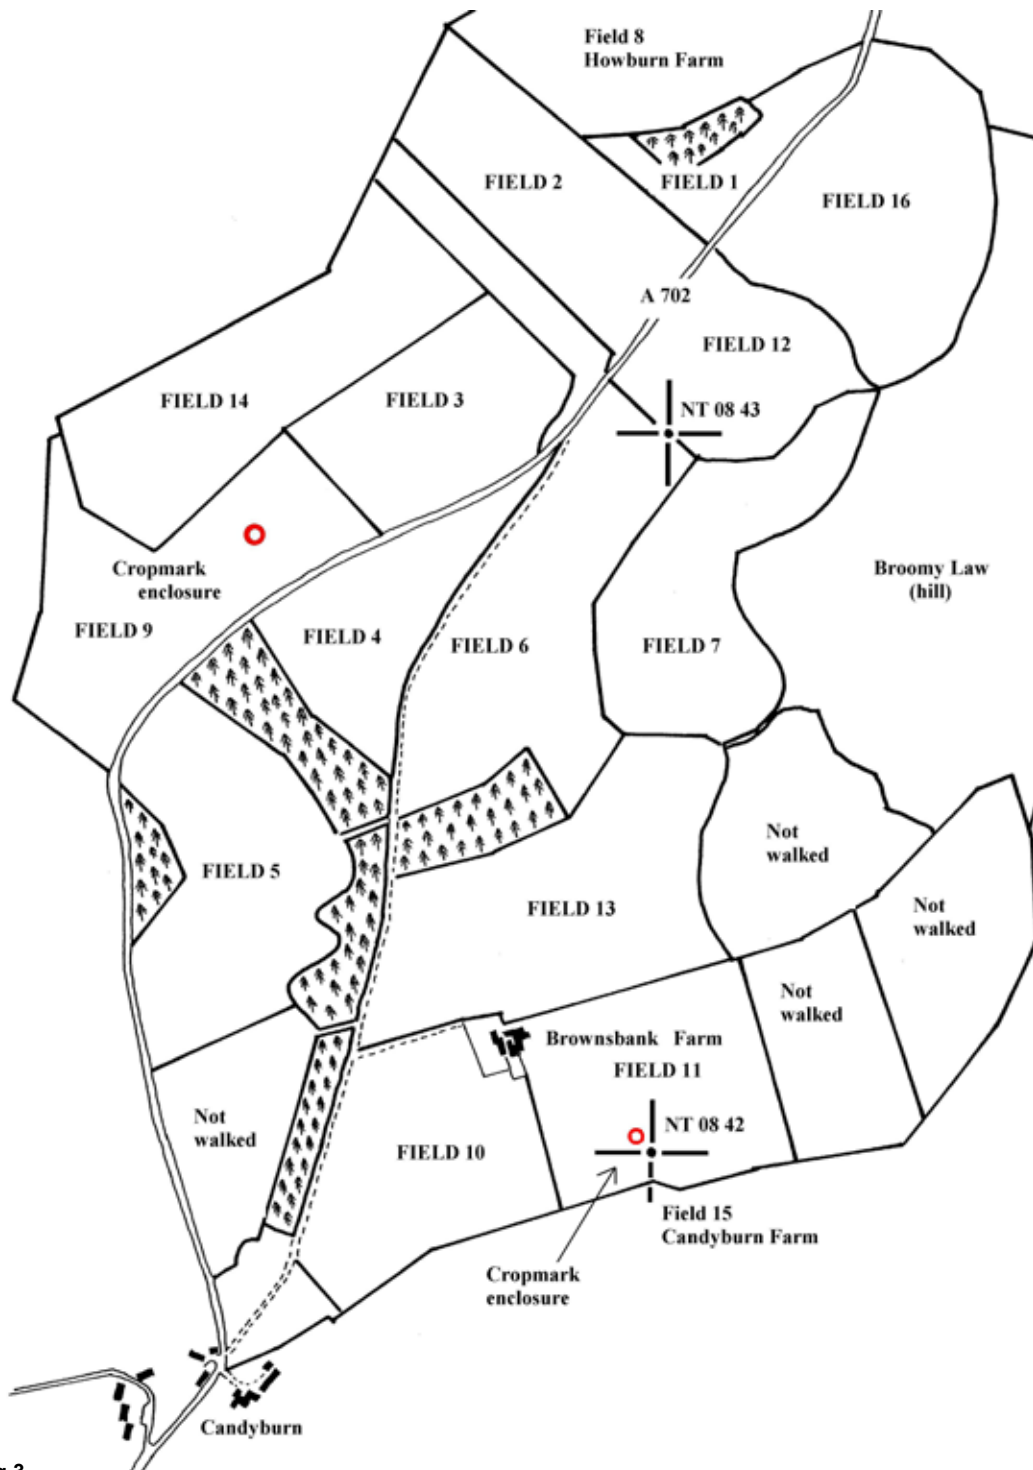 Field 8
Howburn Farm
FIELD 2
FIELD 1
FIELD 16
A 702
FIELD 12
FIELD 14
FIELD 3
NT 08 43
Cropmark
enclosure
Broomy Law
(hill)
FIELD 9
FIELD 4
FIELD 6
FIELD 7
Not
walked
FIELD 5
FIELD 13
Not
walked
Not
walked
Brownsbank Farm
FIELD 11
Not
walked
NT 08 42
FIELD 10
Field 15
Candyburn Farm
Cropmark
enclosure
Candyburn